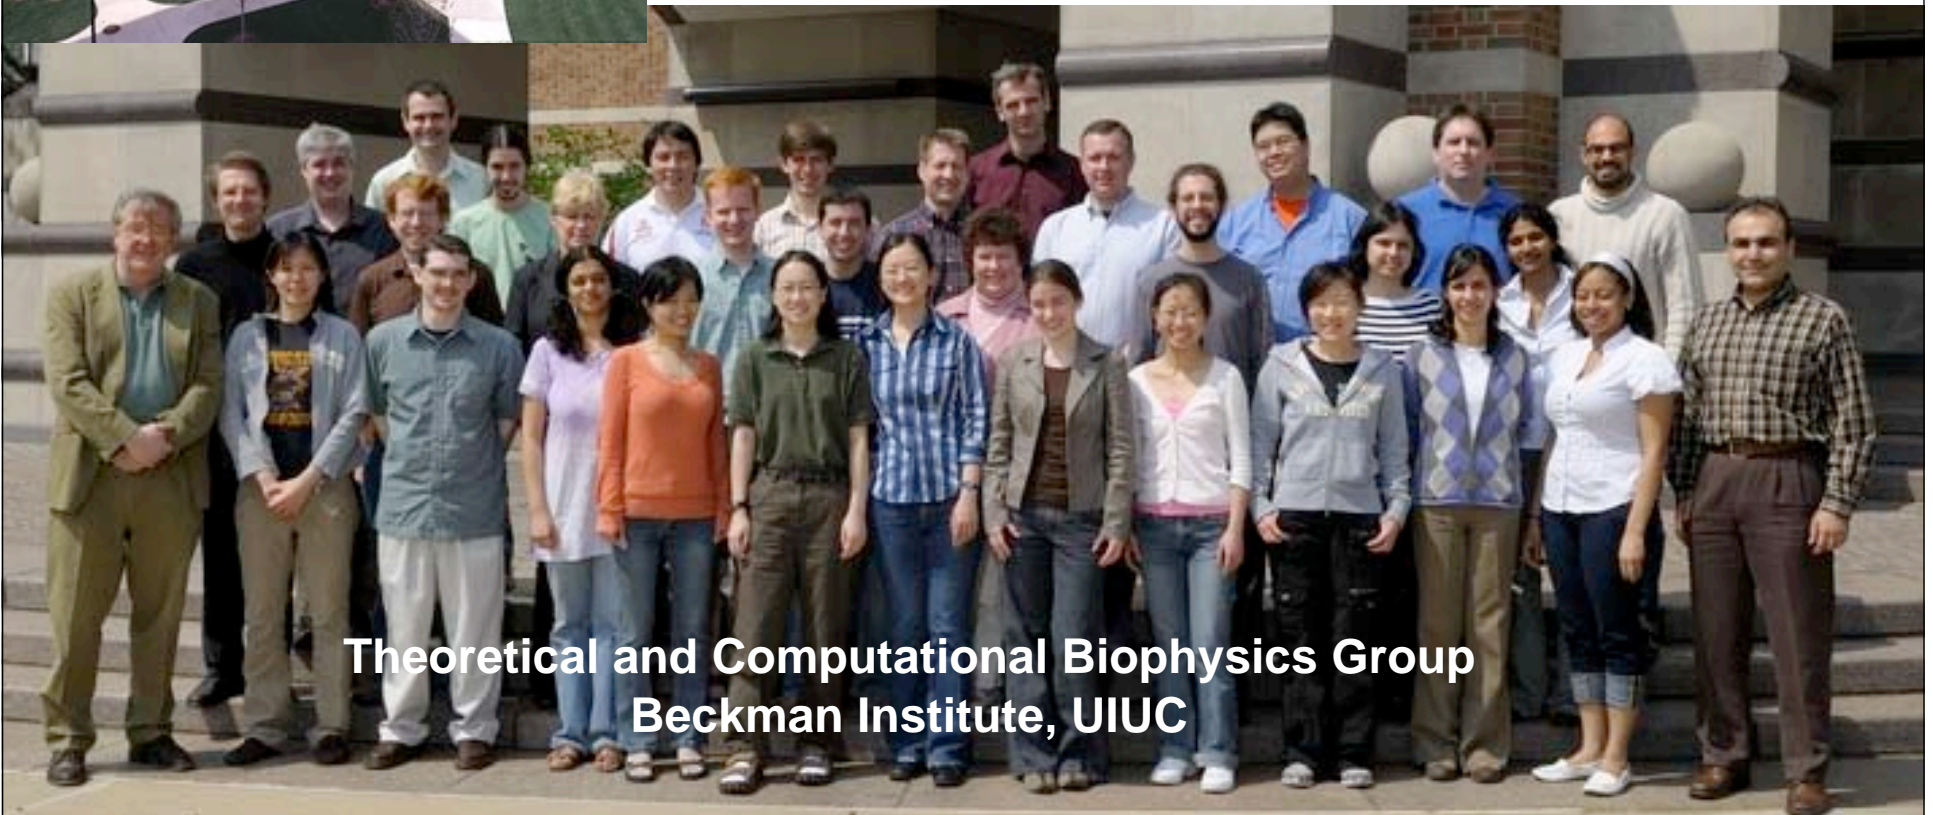 Theoretical and Computational Biophysics Group
Beckman Institute, UIUC